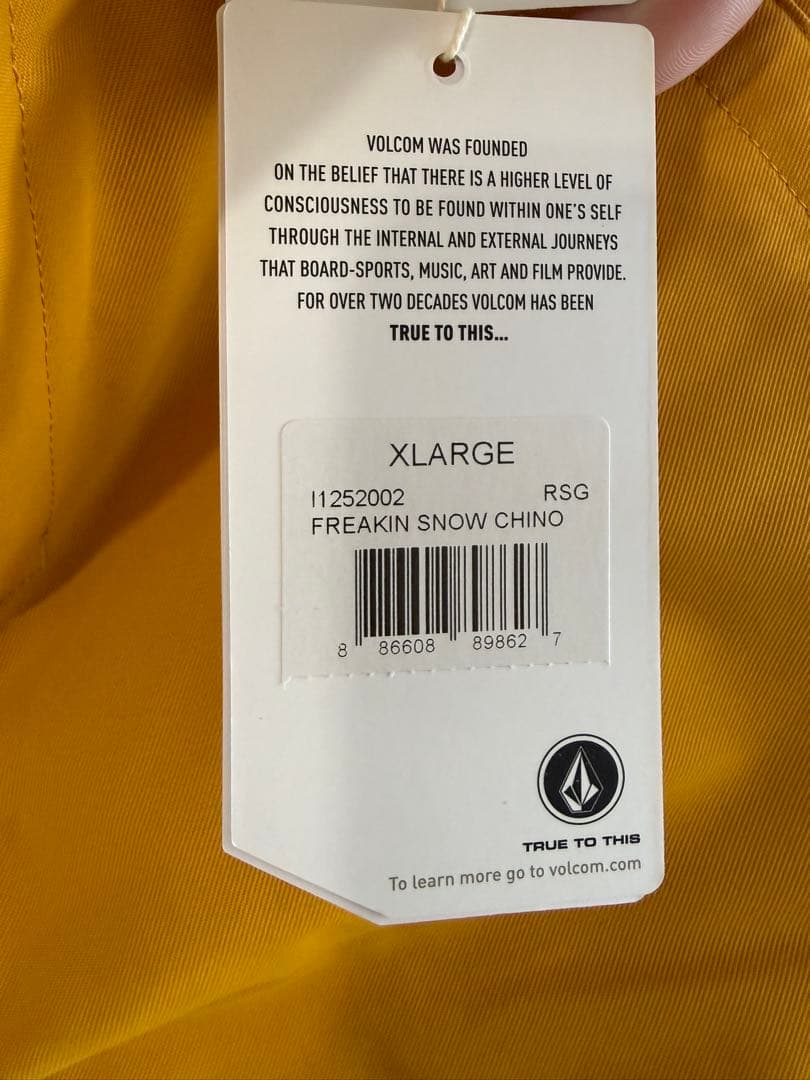 VOLCOM WAS FOUNDED
ON THE BELIEF THAT THERE IS A HIGHER LEVEL OF
CONSCIOUSNESS TO BE FOUND WITHIN ONE'S SELF
THROUGH THE INTERNAL AND EXTERNAL JOURNEYS
THAT BOARD-SPORTS, MUSIC, ART AND FILM PROVIDE.
FOR OVER TWO DECADES VOLCOM HAS BEEN
TRUE TO THIS...
XLARGE
I1252002 RSG
FREAKIN SNOW CHINO
8 86608 89862 7
TRUE TO THIS
To learn more go to volcom.com